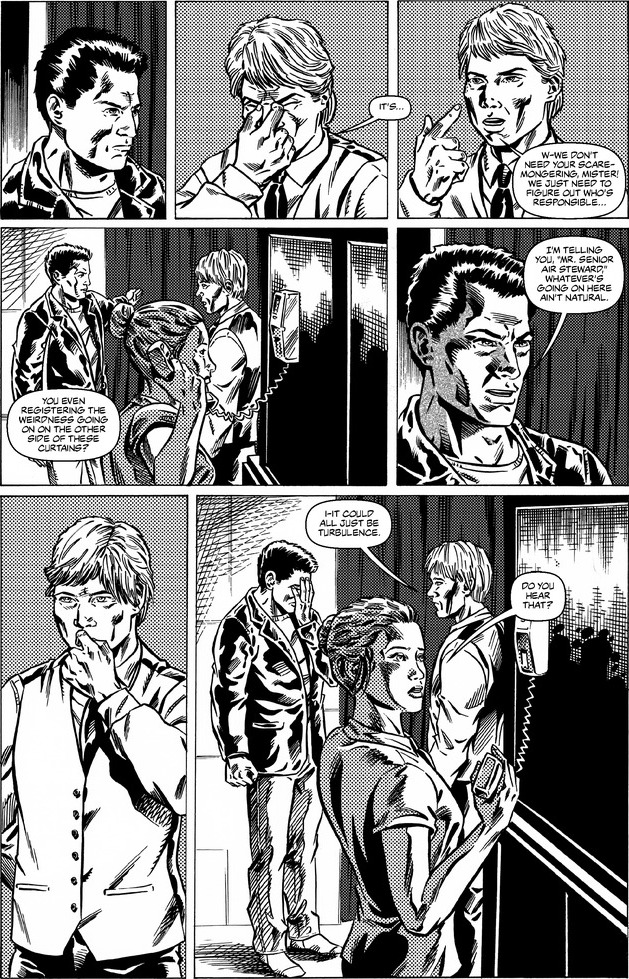 IT'S...
W-WE DON'T
NEED YOUR SCARE-
MONGERING, MISTER!
WE JUST NEED TO
FIGURE OUT WHO'S
RESPONSIBLE...
YOU EVEN
REGISTERING THE
WEIRDNESS GOING
ON ON THE OTHER
SIDE OF THESE
CURTAINS?
I'M TELLING
YOU, "MR. SENIOR
AIR STEWARD,"
WHATEVER'S
GOING ON HERE
AIN'T NATURAL.
I-IT COULD
ALL JUST BE
TURBULENCE.
DO YOU
HEAR
THAT?